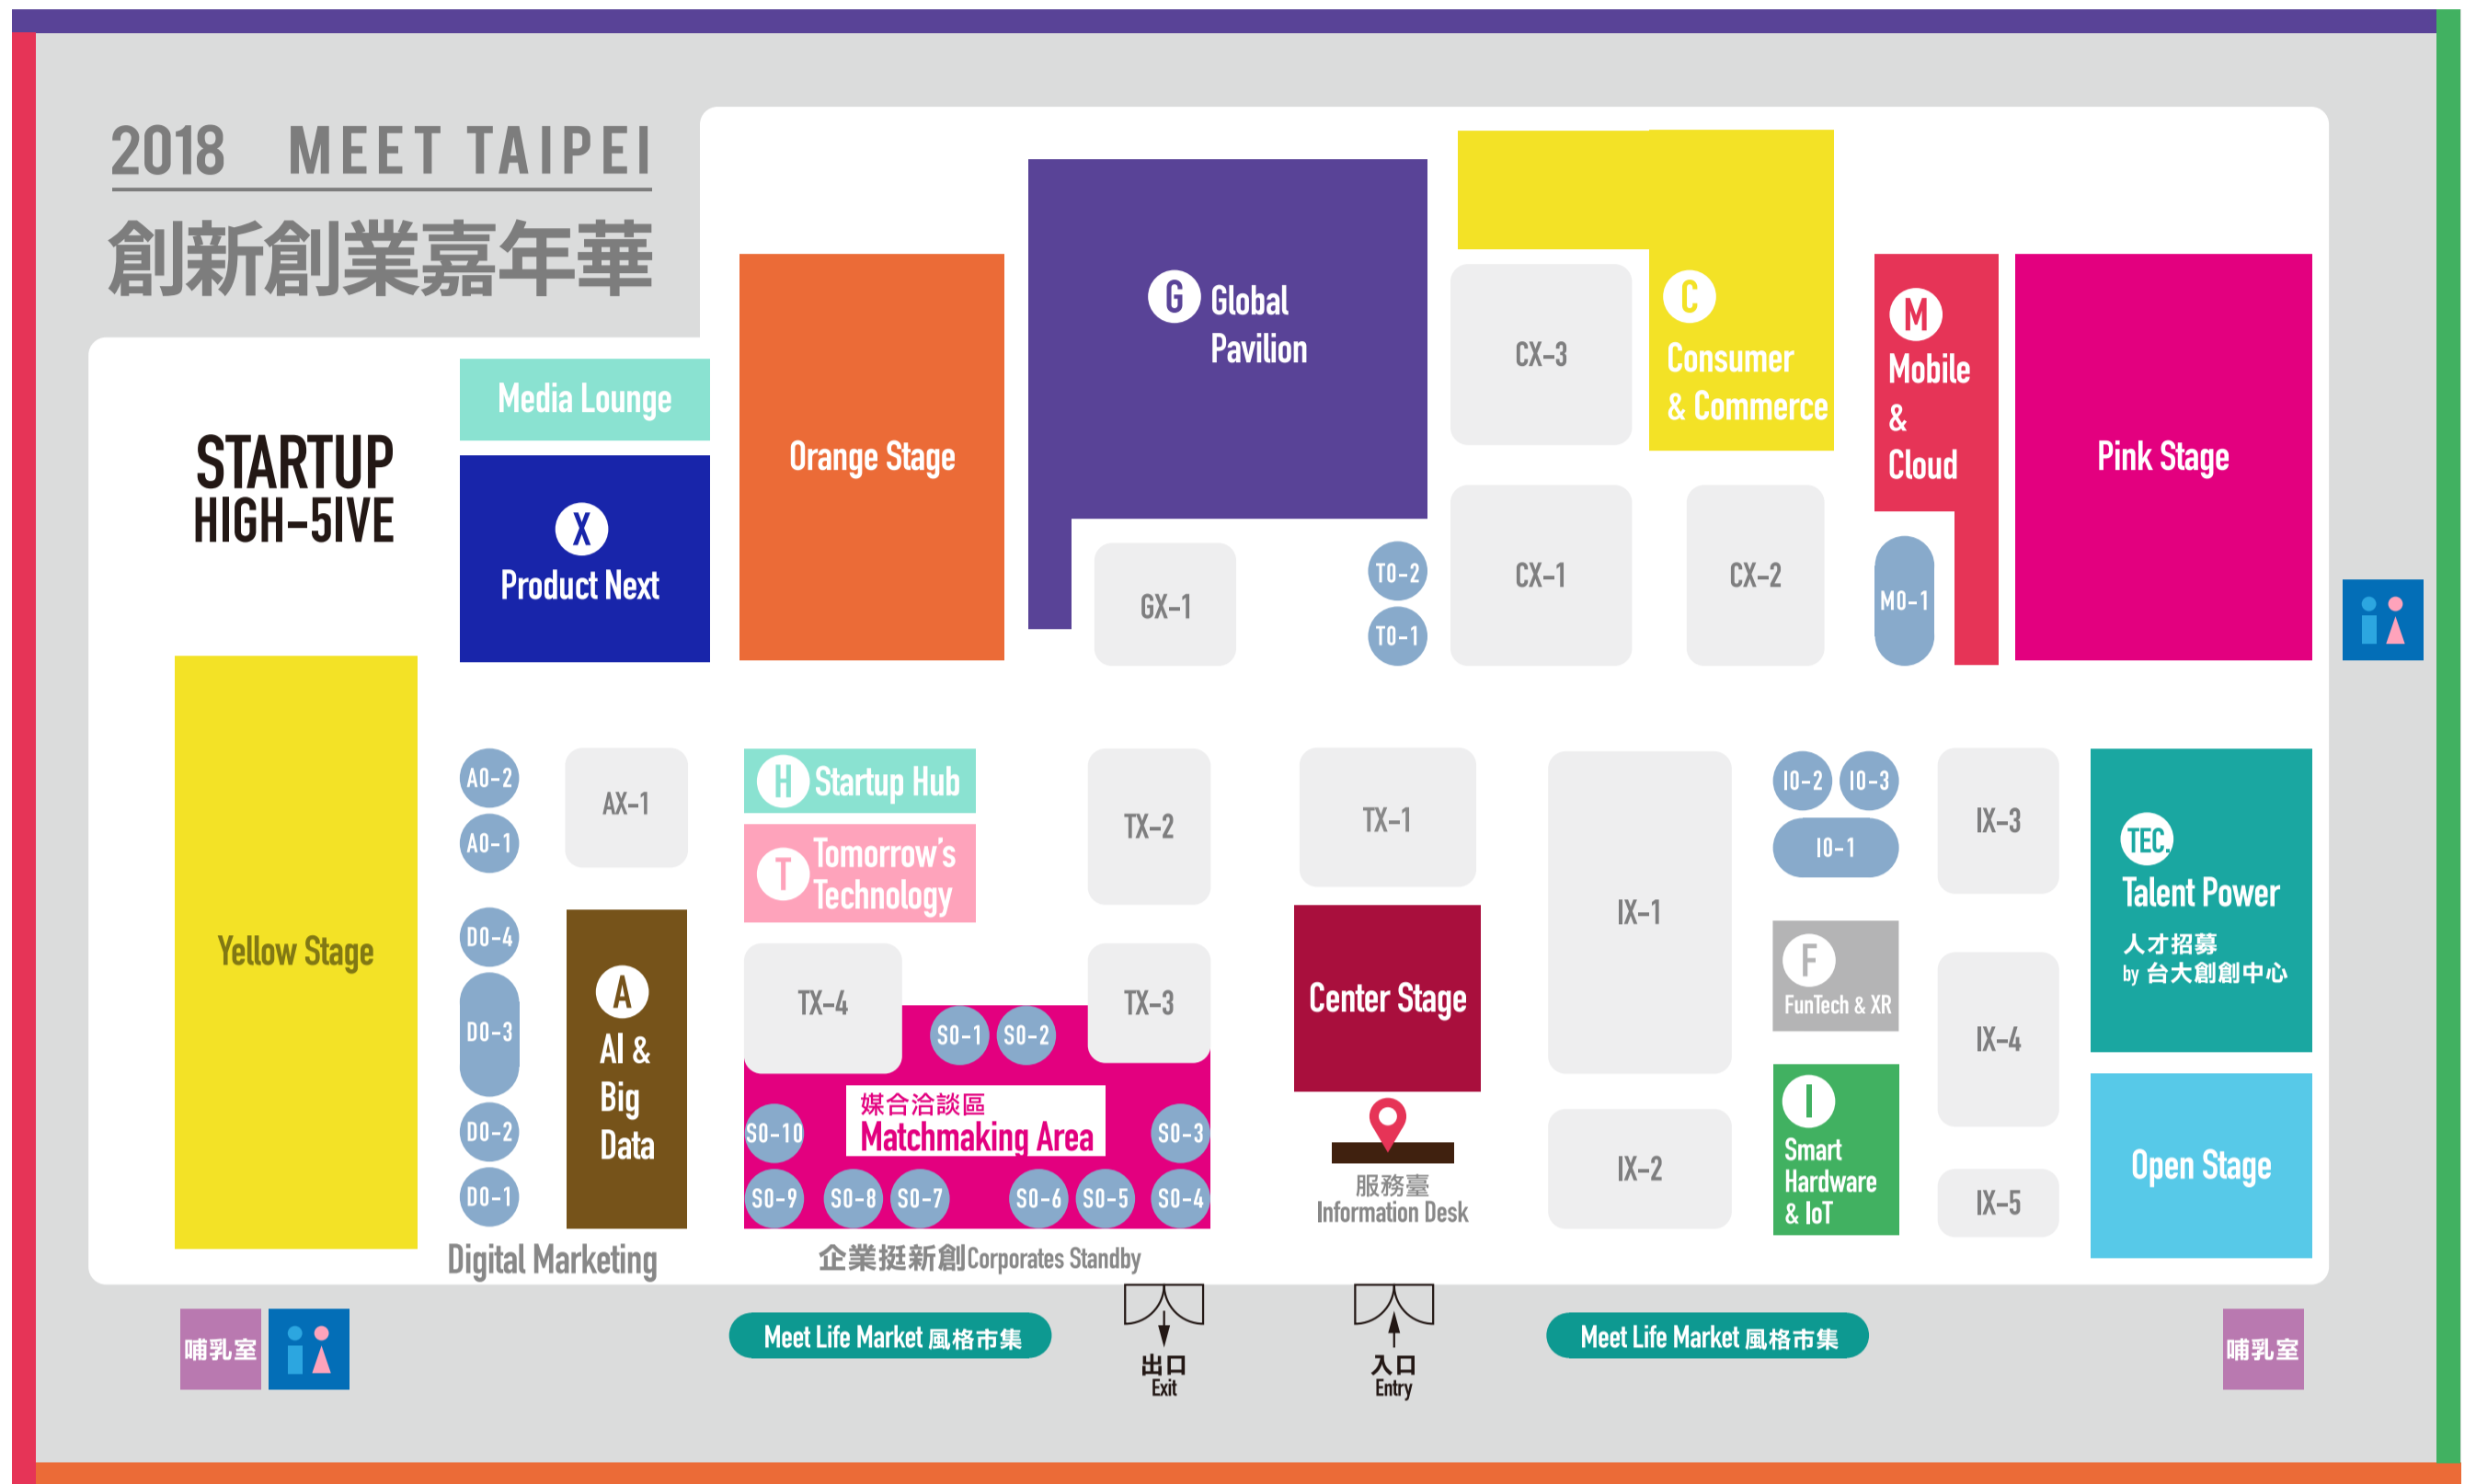 2018 MEET TAIPEI
創新創業嘉年華
STARTUP
HIGH-5IVE
Media Lounge
X
Product Next
Orange Stage
G
Global
Pavilion
GX-1
TO-2
TO-1
CX-3
CX-1
CX-2
C
Consumer
& Commerce
M
Mobile
&
Cloud
MO-1
Pink Stage
Yellow Stage
AO-2
AO-1
AX-1
DO-4
DO-3
DO-2
DO-1
A
AI &
Big
Data
Digital Marketing
H
Startup Hub
T
Tomorrow's
Technology
TX-4
TX-2
TX-3
TX-1
SO-1
SO-2
媒合洽談區
Matchmaking Area
SO-10
SO-3
SO-9
SO-8
SO-7
SO-6
SO-5
SO-4
企業挺新創Corporates Standby
Center Stage
服務臺
Information Desk
IX-1
IX-2
IO-2
IO-3
IO-1
F
FunTech & XR
I
Smart
Hardware
& IoT
IX-3
IX-4
IX-5
TEC.
Talent Power
人才招募
by 台大創創中心
Open Stage
哺乳室
Meet Life Market 風格市集
出口
Exit
入口
Entry
Meet Life Market 風格市集
哺乳室